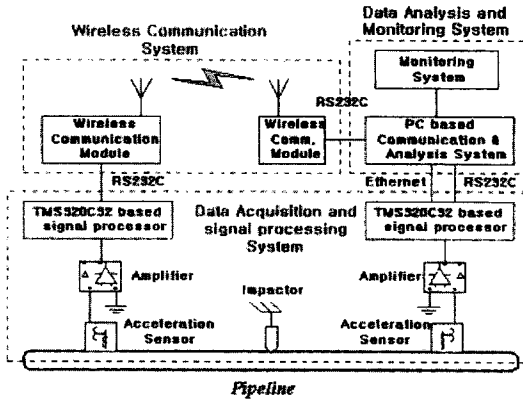 Wireless Communication
System
Data Analysis and
Monitoring System
Monitoring
System
RS232C
Wireless
Communication
Module
Wireless
Comm.
Module
PC based
Communication &
Analysis System
RS232C
Ethernet
RS232C
TMS320C32 based
signal processor
Data Acquisition and
signal processing
System
TMS320C32 based
signal processor
Amplifier
Impactor
Amplifier
Acceleration
Sensor
Acceleration
Sensor
Pipeline